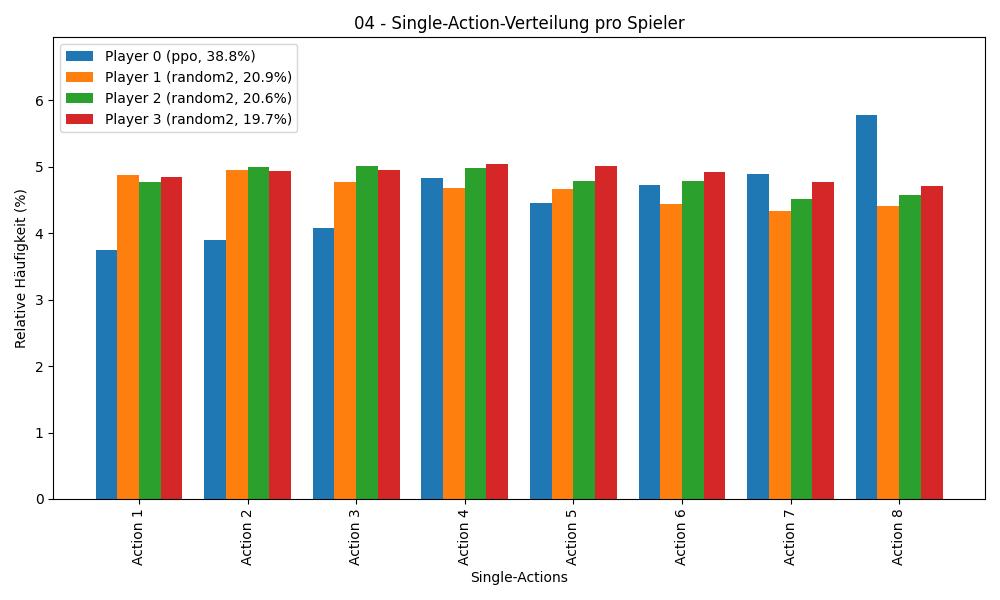 04 - Single-Action-Verteilung pro Spieler
Player 0 (ppo, 38.8%)
Player 1 (random2, 20.9%)
Player 2 (random2, 20.6%)
Player 3 (random2, 19.7%)
Relative Häufigkeit (%)
6
5
4
3
2
1
0
Action 1
Action 2
Action 3
Action 4
Action 5
Action 6
Action 7
Action 8
Single-Actions